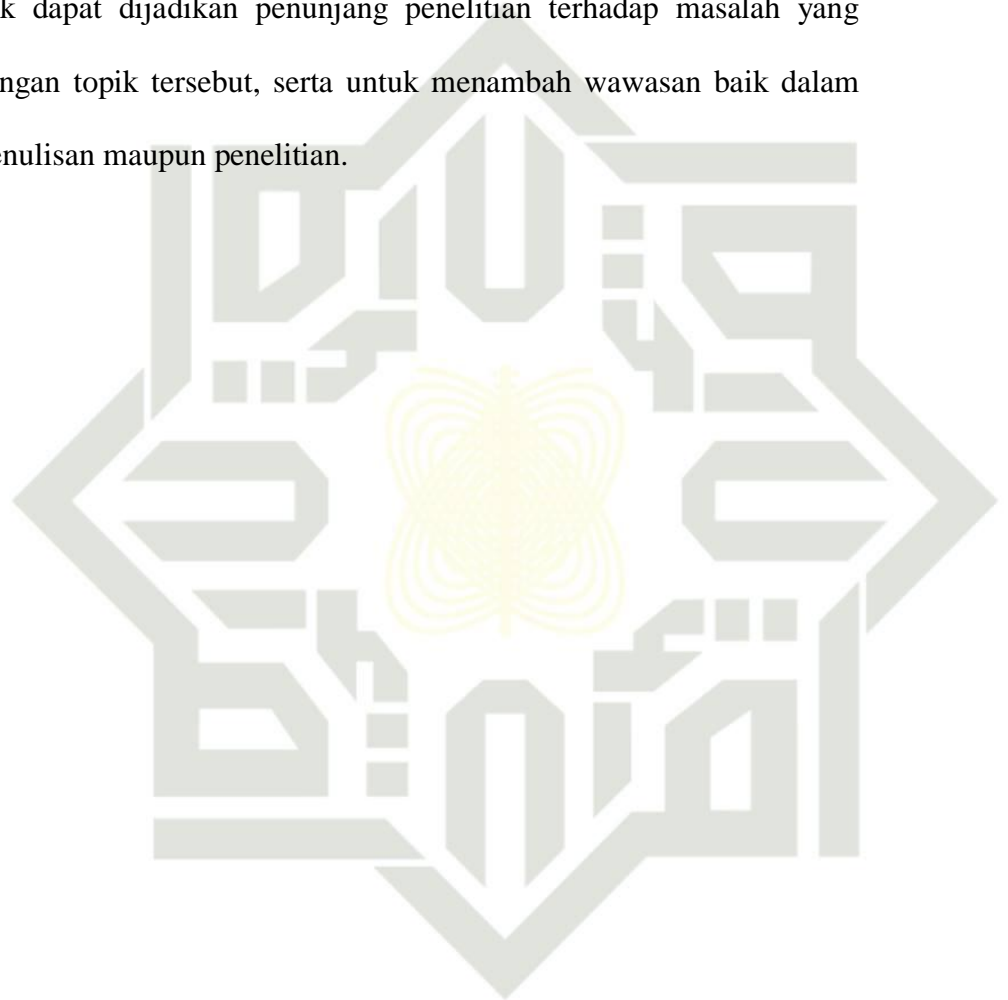 k dapat dijadikan penunjang penelitian terhadap masalah yang
ngan topik tersebut, serta untuk menambah wawasan baik dalam
enulisan maupun penelitian.